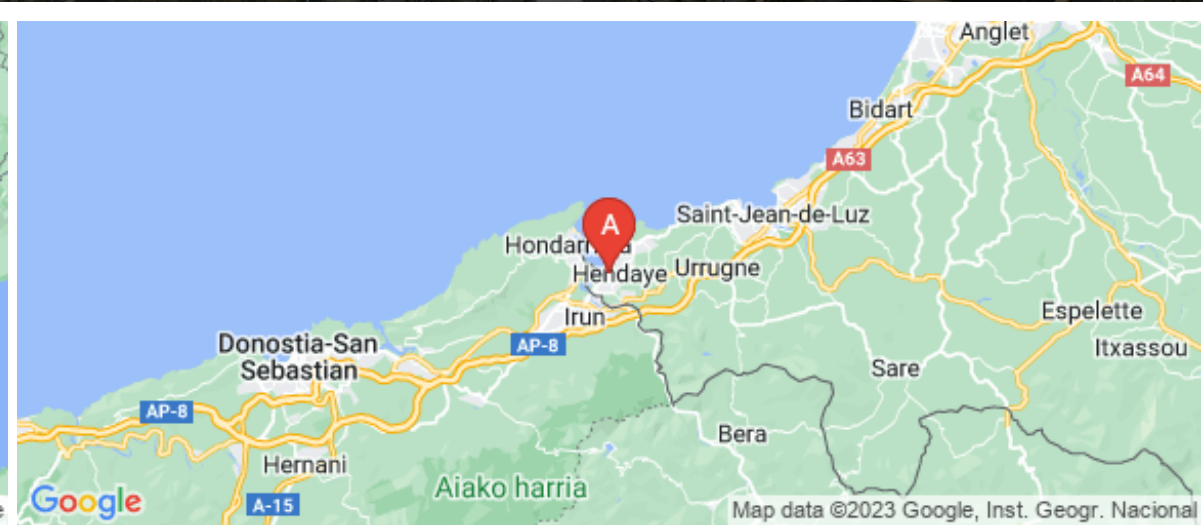 Anglet
A64
Bidart
A63
Saint-Jean-de-Luz
A
Hendaye
Urrugne
Irun
Espelette
Itxassou
Donostia-San
Sebastian
AP-8
Sare
AP-8
Bera
Hernani
Aiako harria
Google
A-15
Map data ©2023 Google, Inst. Geogr. Nacional